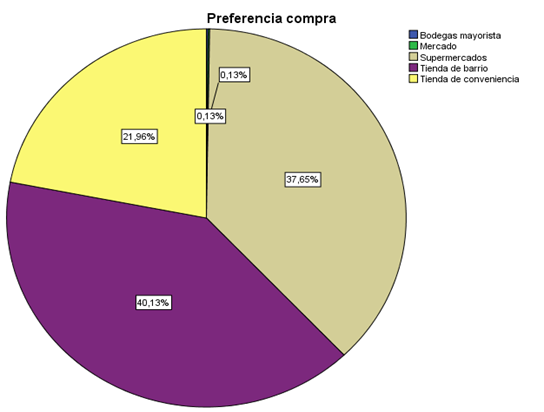 Preferencia compra
Bodegas mayorista
Mercado
Supermercados
Tienda de barrio
Tienda de conveniencia
0,13%
0,13%
21,96%
37,65%
40,13%